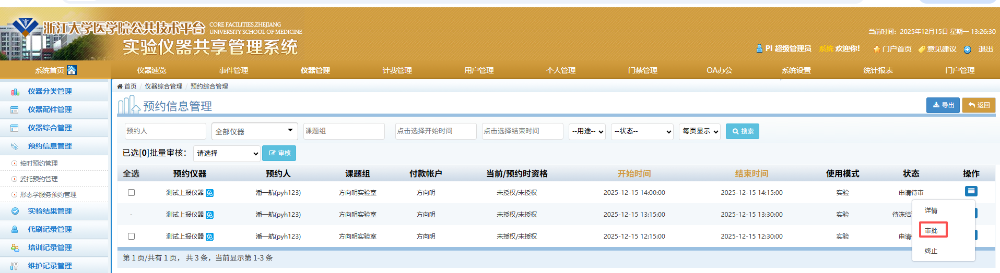 浙江大学医学院公共技术平台
CORE FACILITIES,ZHEJIANG
UNIVERSITY SCHOOL OF MEDICINE
实验仪器共享管理系统
当前时间：2025年12月15日 星期一 13:26:30
PI 超级管理员 系统 欢迎你! 门户首页 意见建议 退出
系统首页 仪器速览 事件管理 仪器管理 计费管理 用户管理 个人管理 门禁管理 OA办公 系统设置 统计报表 门户管理
仪器分类管理
仪器配件管理
仪器综合管理
预约信息管理
按时预约管理
委托预约管理
形态学服务预约管理
实验结果管理
代刷记录管理
培训记录管理
维护记录管理
首页 / 仪器综合管理 / 预约综合管理
预约信息管理
导出 返回
预约人 全部仪器 课题组 点击选择开始时间 点击选择结束时间 --用途-- --状态-- 每页显示 搜索
已选[0]批量审核： 请选择 审核
全选 预约仪器 预约人 课题组 付款帐户 当前/预约时资格 开始时间 结束时间 使用模式 状态 操作
测试上报仪器 免 潘一航(pyh123) 方向明实验室 方向明 未授权/未授权 2025-12-15 14:00:00 2025-12-15 14:15:00 实验 申请待审
- 测试上报仪器 免 潘一航(pyh123) 方向明实验室 方向明 未授权/未授权 2025-12-15 13:15:00 2025-12-15 13:30:00 实验 待冻结
测试上报仪器 免 潘一航(pyh123) 方向明实验室 方向明 未授权/未授权 2025-12-15 12:15:00 2025-12-15 12:30:00 实验 申请
详情
审批
终止
第 1 页/共有 1 页， 共 3 条，当前显示第 1-3 条